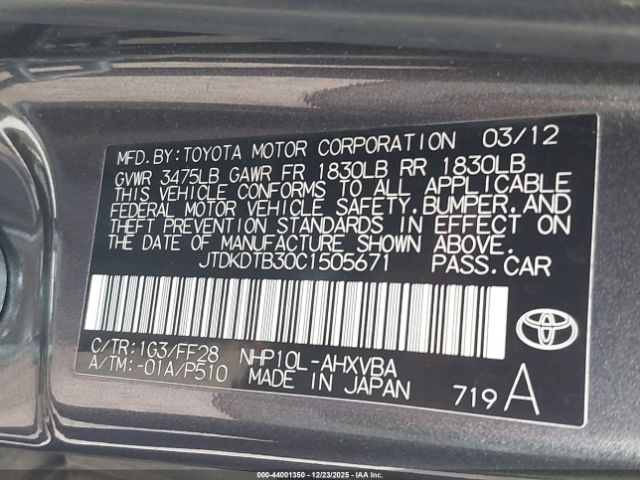 MFD.BY:TOYOTA MOTOR CORPORATION 03/12
GVWR 3475LB GAWR FR 1830LB RR 1830LB
THIS VEHICLE CONFORMS TO ALL APPLICABLE
FEDERAL MOTOR VEHICLE SAFETY,BUMPER,AND
THEFT PREVENTION STANDARDS IN EFFECT ON
THE DATE OF MANUFACTURE SHOWN ABOVE.
JTDKDTB30C1505671 PASS.CAR
C/TR:1G3/FF28 NHP10L-AHXVBA
A/TM:-01A/P510 MADE IN JAPAN
719A
000-44001350 - 12/23/2025 - IAAI.COM